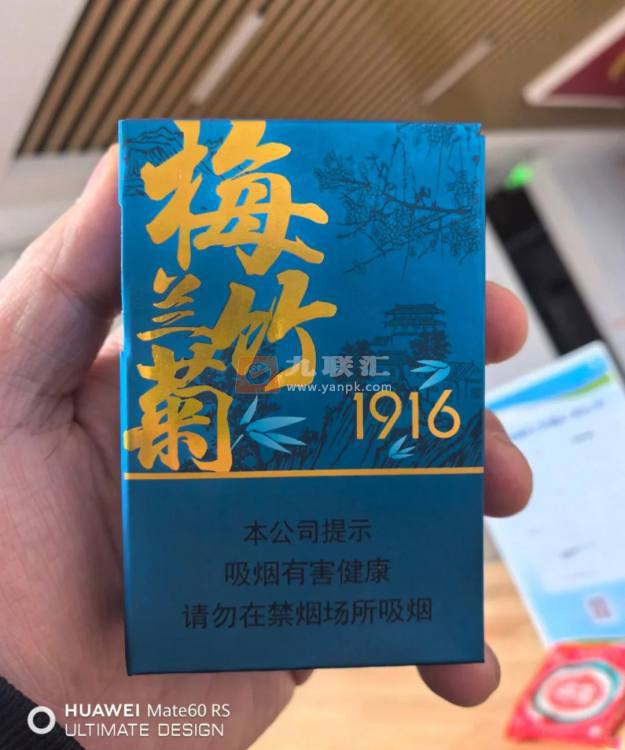 梅
兰竹
菊
九联汇
www.yanpk.com
1916
本公司提示
吸烟有害健康
请勿在禁烟场所吸烟
HUAWEI Mate60 RS
ULTIMATE DESIGN